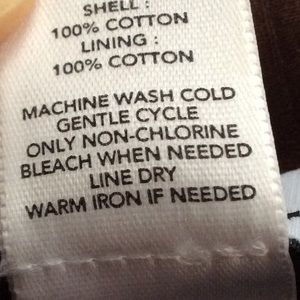 SHELL :
100% COTTON
LINING :
100% COTTON
MACHINE WASH COLD
GENTLE CYCLE
ONLY NON-CHLORINE
BLEACH WHEN NEEDED
LINE DRY
WARM IRON IF NEEDED